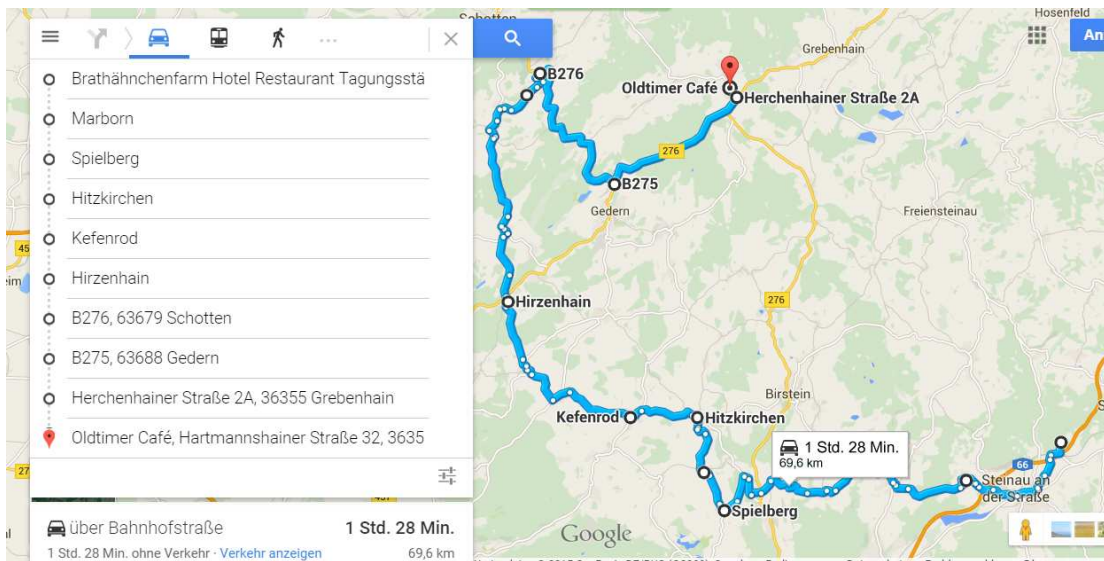 Brathähnchenfarm Hotel Restaurant Tagungsstä
Marborn
Spielberg
Hitzkirchen
Kefenrod
Hirzenhain
B276, 63679 Schotten
B275, 63688 Gedern
Herchenhainer Straße 2A, 36355 Grebenhain
Oldtimer Café, Hartmannshainer Straße 32, 3635
über Bahnhofstraße 1 Std. 28 Min.
1 Std. 28 Min. ohne Verkehr · Verkehr anzeigen 69,6 km
Hosenfeld
An
Grebenhain
B276
Oldtimer Café
Herchenhainer Straße 2A
276
B275
Gedern
Freiensteinau
45
Hirzenhain
276
Birstein
Kefenrod
Hitzkirchen
1 Std. 28 Min.
69,6 km
66
Steinau an
der Straße
27
Spielberg
Google